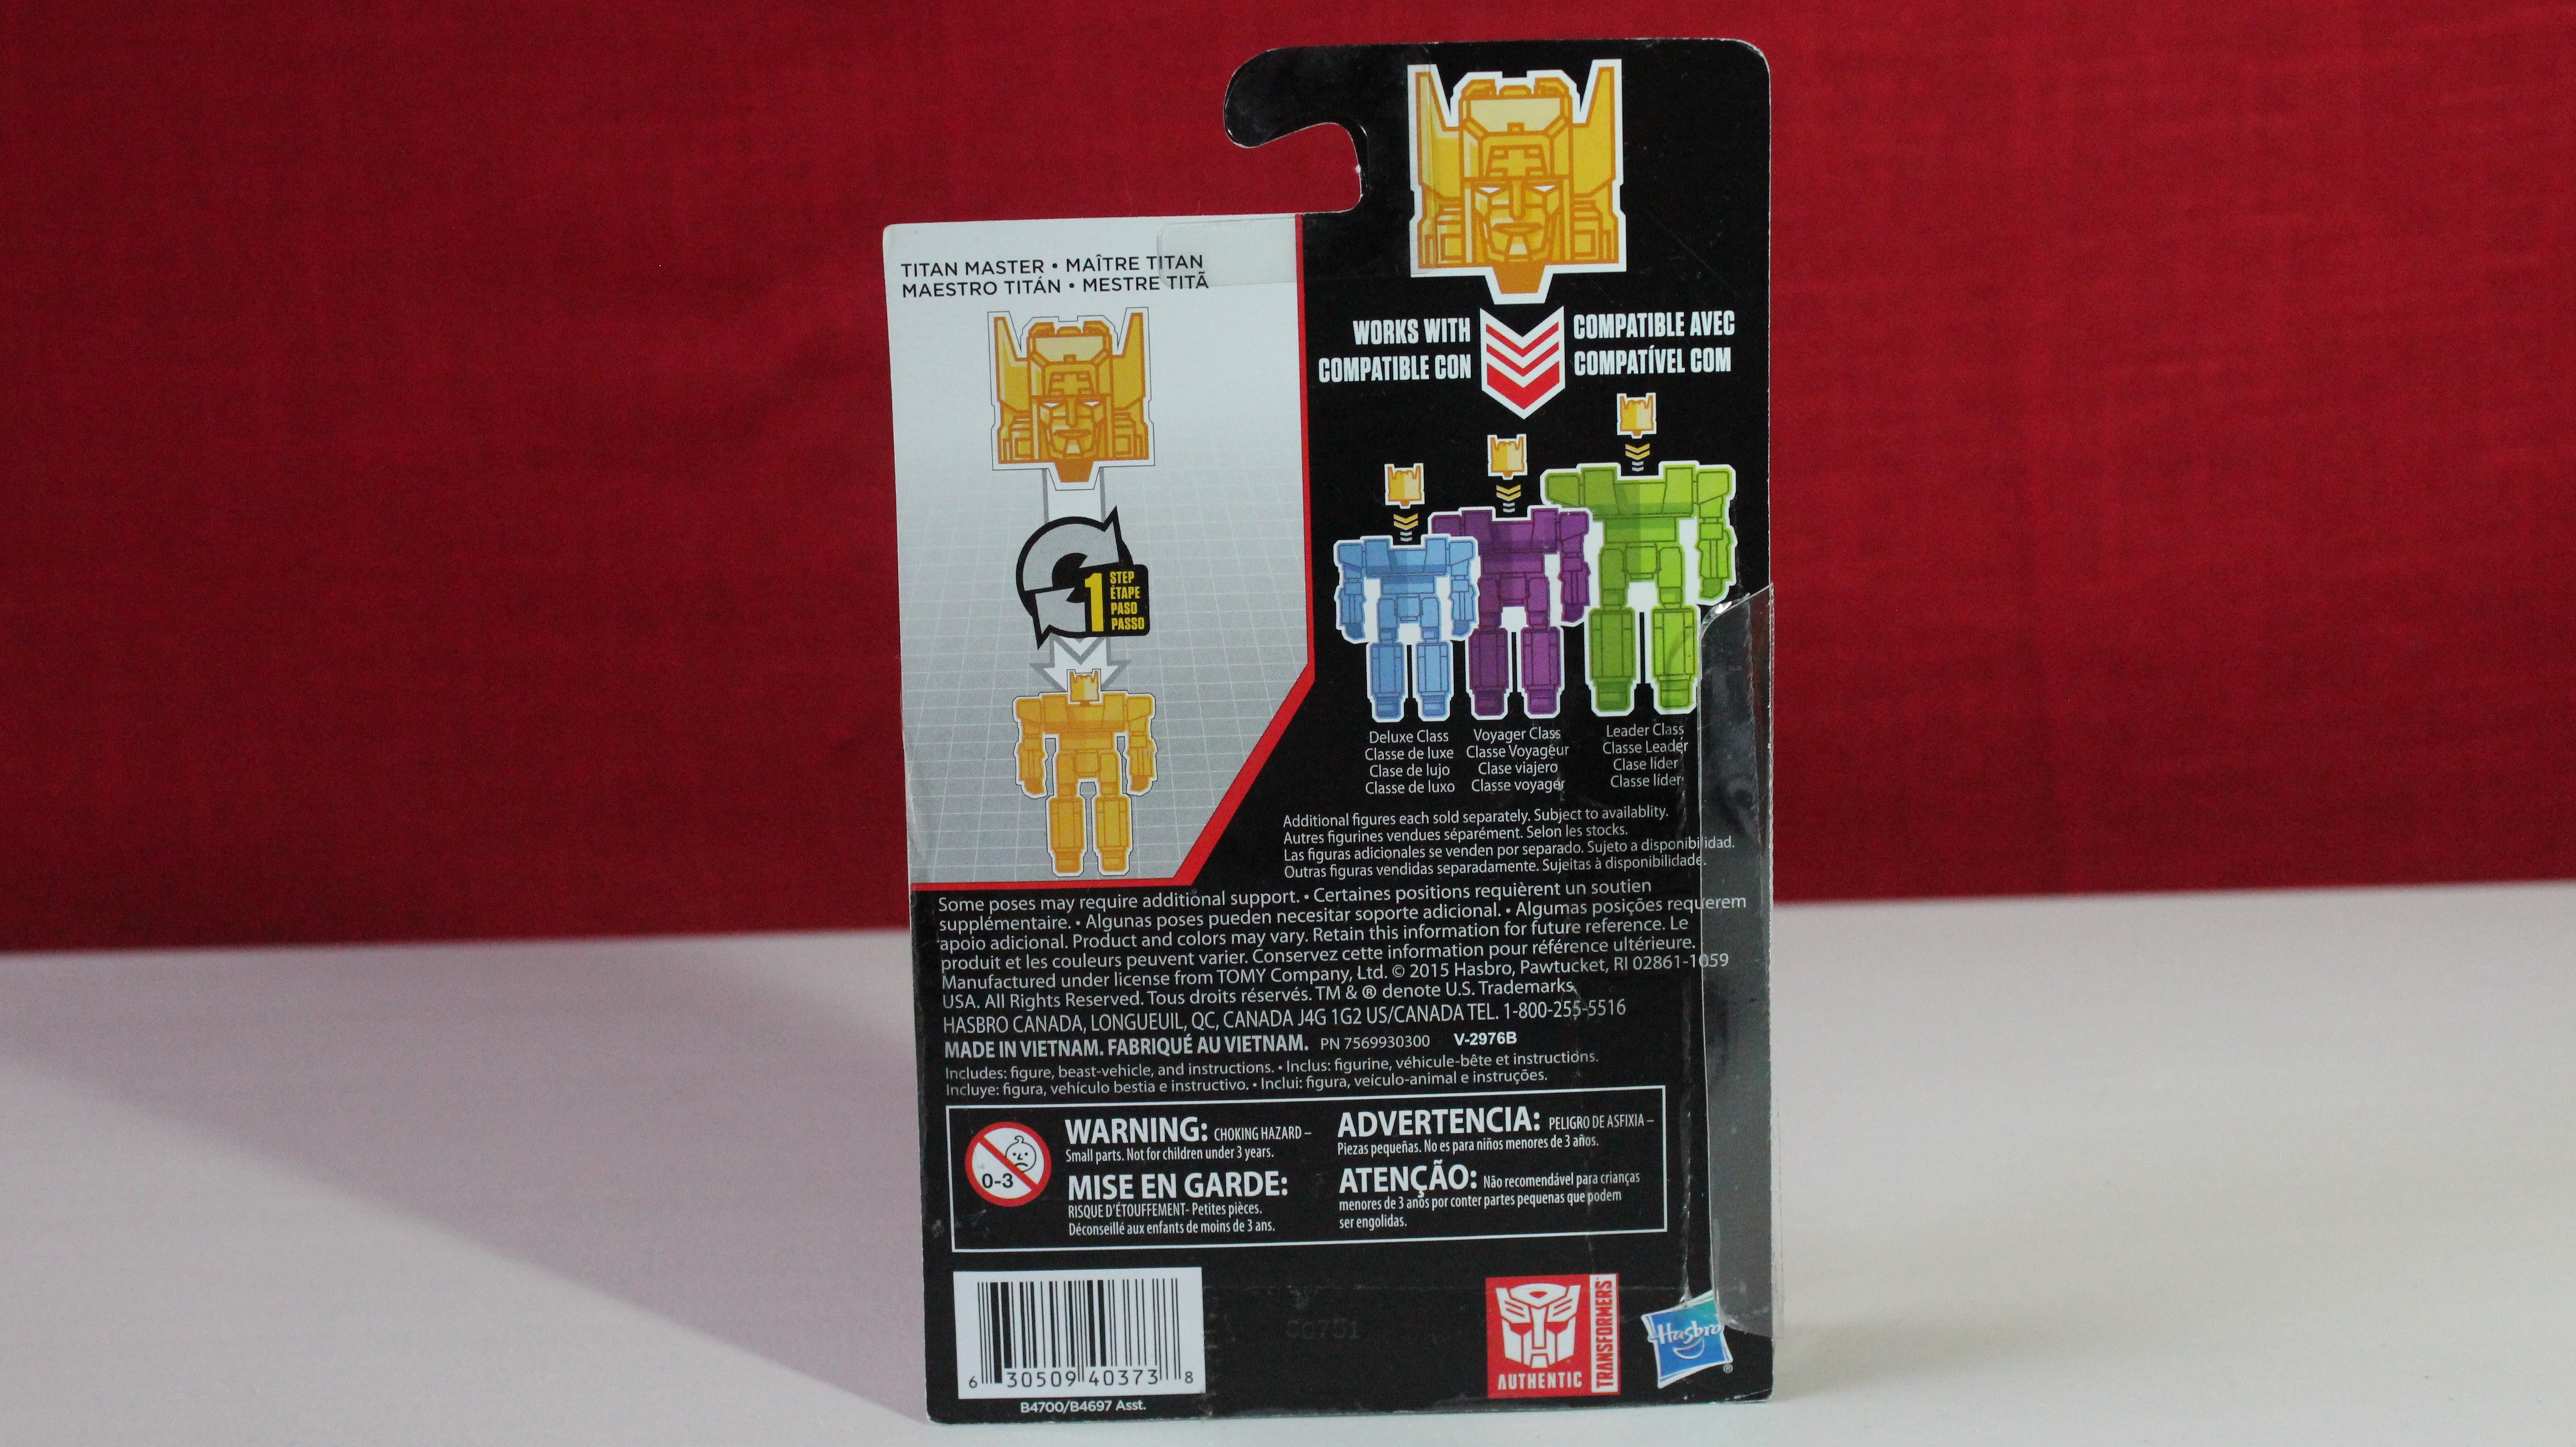 TITAN MASTER • MAÎTRE TITAN
MAESTRO TITÁN • MESTRE TITÃ
1 STEP
ÉTAPE
PASO
PASSO
WORKS WITH
COMPATIBLE CON
COMPATIBLE AVEC
COMPATÍVEL COM
Deluxe Class
Classe de luxe
Clase de lujo
Classe de luxo
Voyager Class
Classe Voyageur
Clase viajero
Classe voyager
Leader Class
Classe Leader
Clase líder
Classe líder
Additional figures each sold separately. Subject to availablity.
Autres figurines vendues séparément. Selon les stocks.
Las figuras adicionales se venden por separado. Sujeto a disponibilidad.
Outras figuras vendidas separadamente. Sujeitas à disponibilidade.
Some poses may require additional support. • Certaines positions requièrent un soutien
supplémentaire. • Algunas poses pueden necesitar soporte adicional. • Algumas posições requerem
apoio adicional. Product and colors may vary. Retain this information for future reference. Le
produit et les couleurs peuvent varier. Conservez cette information pour référence ultérieure.
Manufactured under license from TOMY Company, Ltd. © 2015 Hasbro, Pawtucket, RI 02861-1059
USA. All Rights Reserved. Tous droits réservés. TM & ® denote U.S. Trademarks.
HASBRO CANADA, LONGUEUIL, QC, CANADA J4G 1G2 US/CANADA TEL. 1-800-255-5516
MADE IN VIETNAM. FABRIQUÉ AU VIETNAM. PN 7569930300 V-2976B
Includes: figure, beast-vehicle, and instructions. • Inclus: figurine, véhicule-bête et instructions.
Incluye: figura, vehículo bestia e instructivo. • Inclui: figura, veículo-animal e instruções.
0-3
WARNING: CHOKING HAZARD –
Small parts. Not for children under 3 years.
MISE EN GARDE:
RISQUE D'ÉTOUFFEMENT- Petites pièces.
Déconseillé aux enfants de moins de 3 ans.
ADVERTENCIA: PELIGRO DE ASFIXIA –
Piezas pequeñas. No es para niños menores de 3 años.
ATENÇÃO: Não recomendável para crianças
menores de 3 anos por conter partes pequenas que podem
ser engolidas.
6 30509 40373 8
B4700/B4697 Asst.
AUTHENTIC
TRANSFORMERS
Hasbro
®